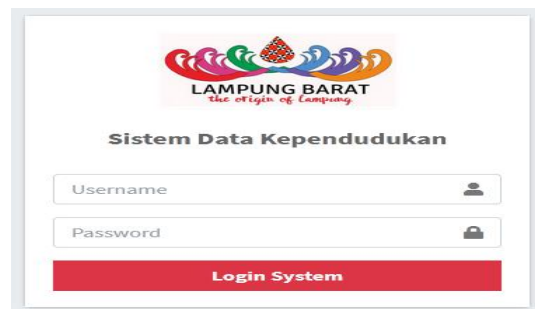 LAMPUNG BARAT
the origin of Lampung
Sistem Data Kependudukan
Username
Password
Login System